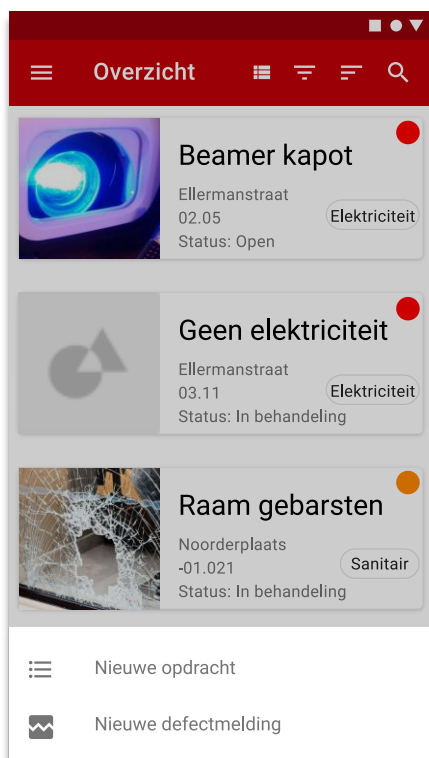 Overzicht
Beamer kapot
Ellermanstraat
02.05
Elektriciteit
Status: Open
Geen elektriciteit
Ellermanstraat
03.11
Elektriciteit
Status: In behandeling
Raam gebarsten
Noorderplaats
-01.021
Sanitair
Status: In behandeling
Nieuwe opdracht
Nieuwe defectmelding